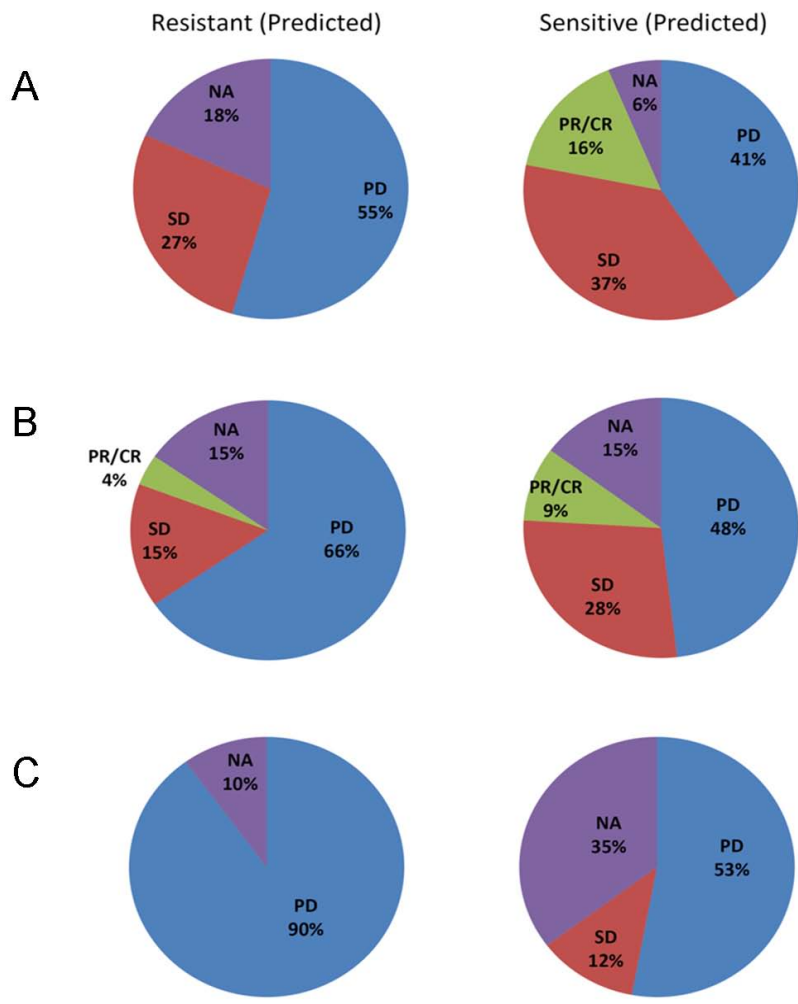 Resistant (Predicted)
Sensitive (Predicted)
A
NA
18%
PD
55%
SD
27%
NA
6%
PR/CR
16%
PD
41%
SD
37%
B
NA
15%
PR/CR
4%
SD
15%
PD
66%
NA
15%
PR/CR
9%
PD
48%
SD
28%
C
NA
10%
PD
90%
NA
35%
PD
53%
SD
12%